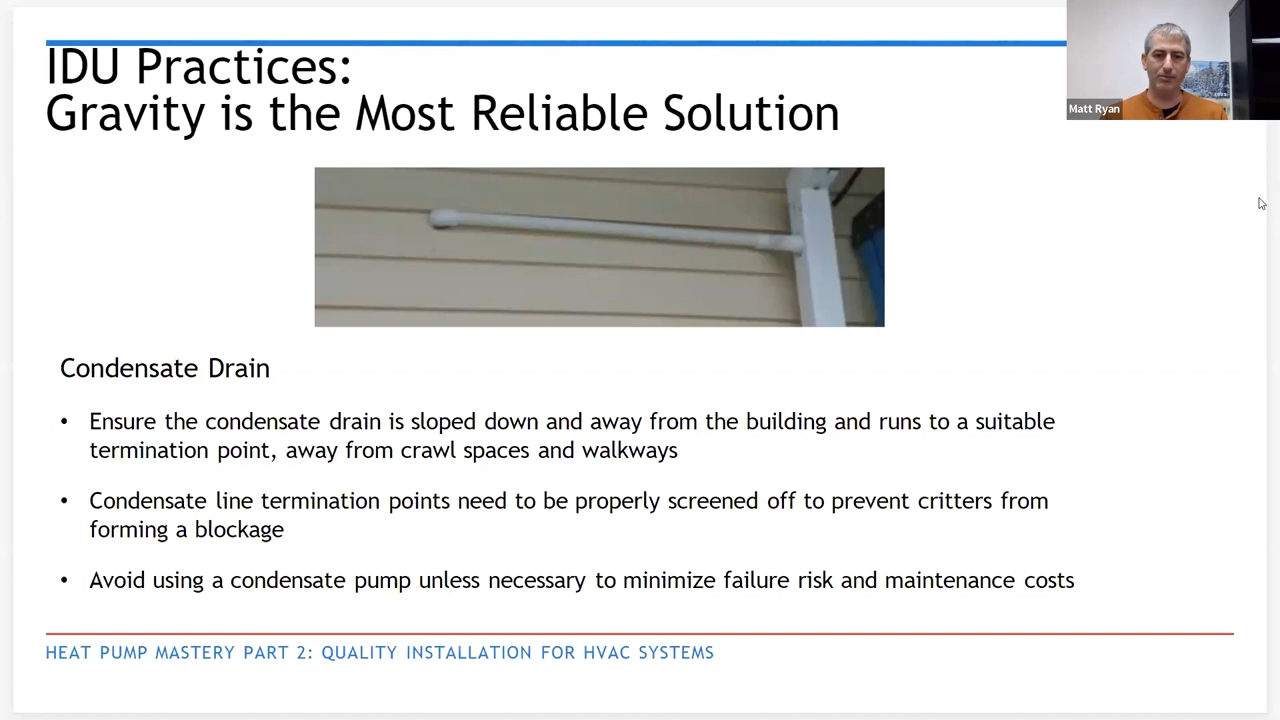 IDU Practices:
Gravity is the Most Reliable Solution
Matt Ryan
Condensate Drain
• Ensure the condensate drain is sloped down and away from the building and runs to a suitable
termination point, away from crawl spaces and walkways
• Condensate line termination points need to be properly screened off to prevent critters from
forming a blockage
• Avoid using a condensate pump unless necessary to minimize failure risk and maintenance costs
HEAT PUMP MASTERY PART 2: QUALITY INSTALLATION FOR HVAC SYSTEMS